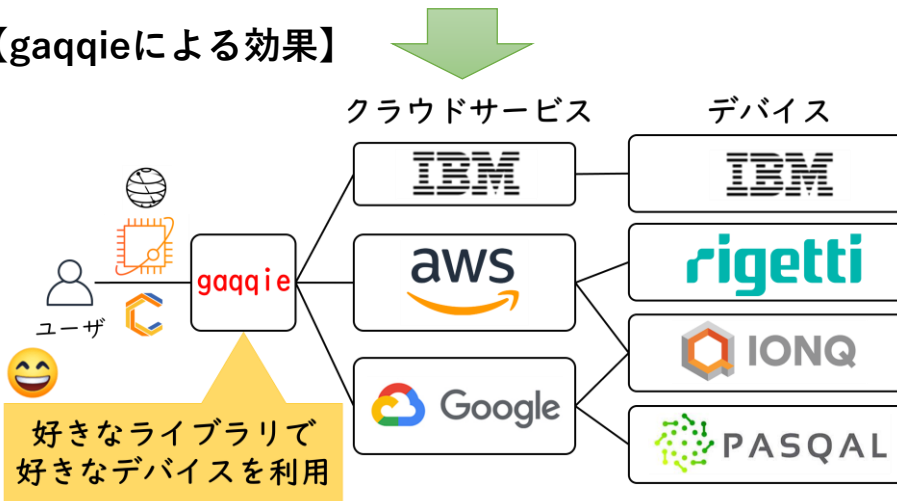 【gaqqieによる効果】
クラウドサービス
デバイス
IBM
IBM
aws
rigetti
gaqqie
ユーザ
IONQ
Google
PASQAL
好きなライブラリで
好きなデバイスを利用